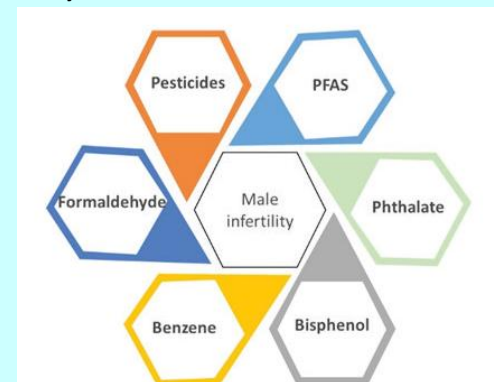 Pesticides
PFAS
Formaldehyde
Male
infertility
Phthalate
Benzene
Bisphenol